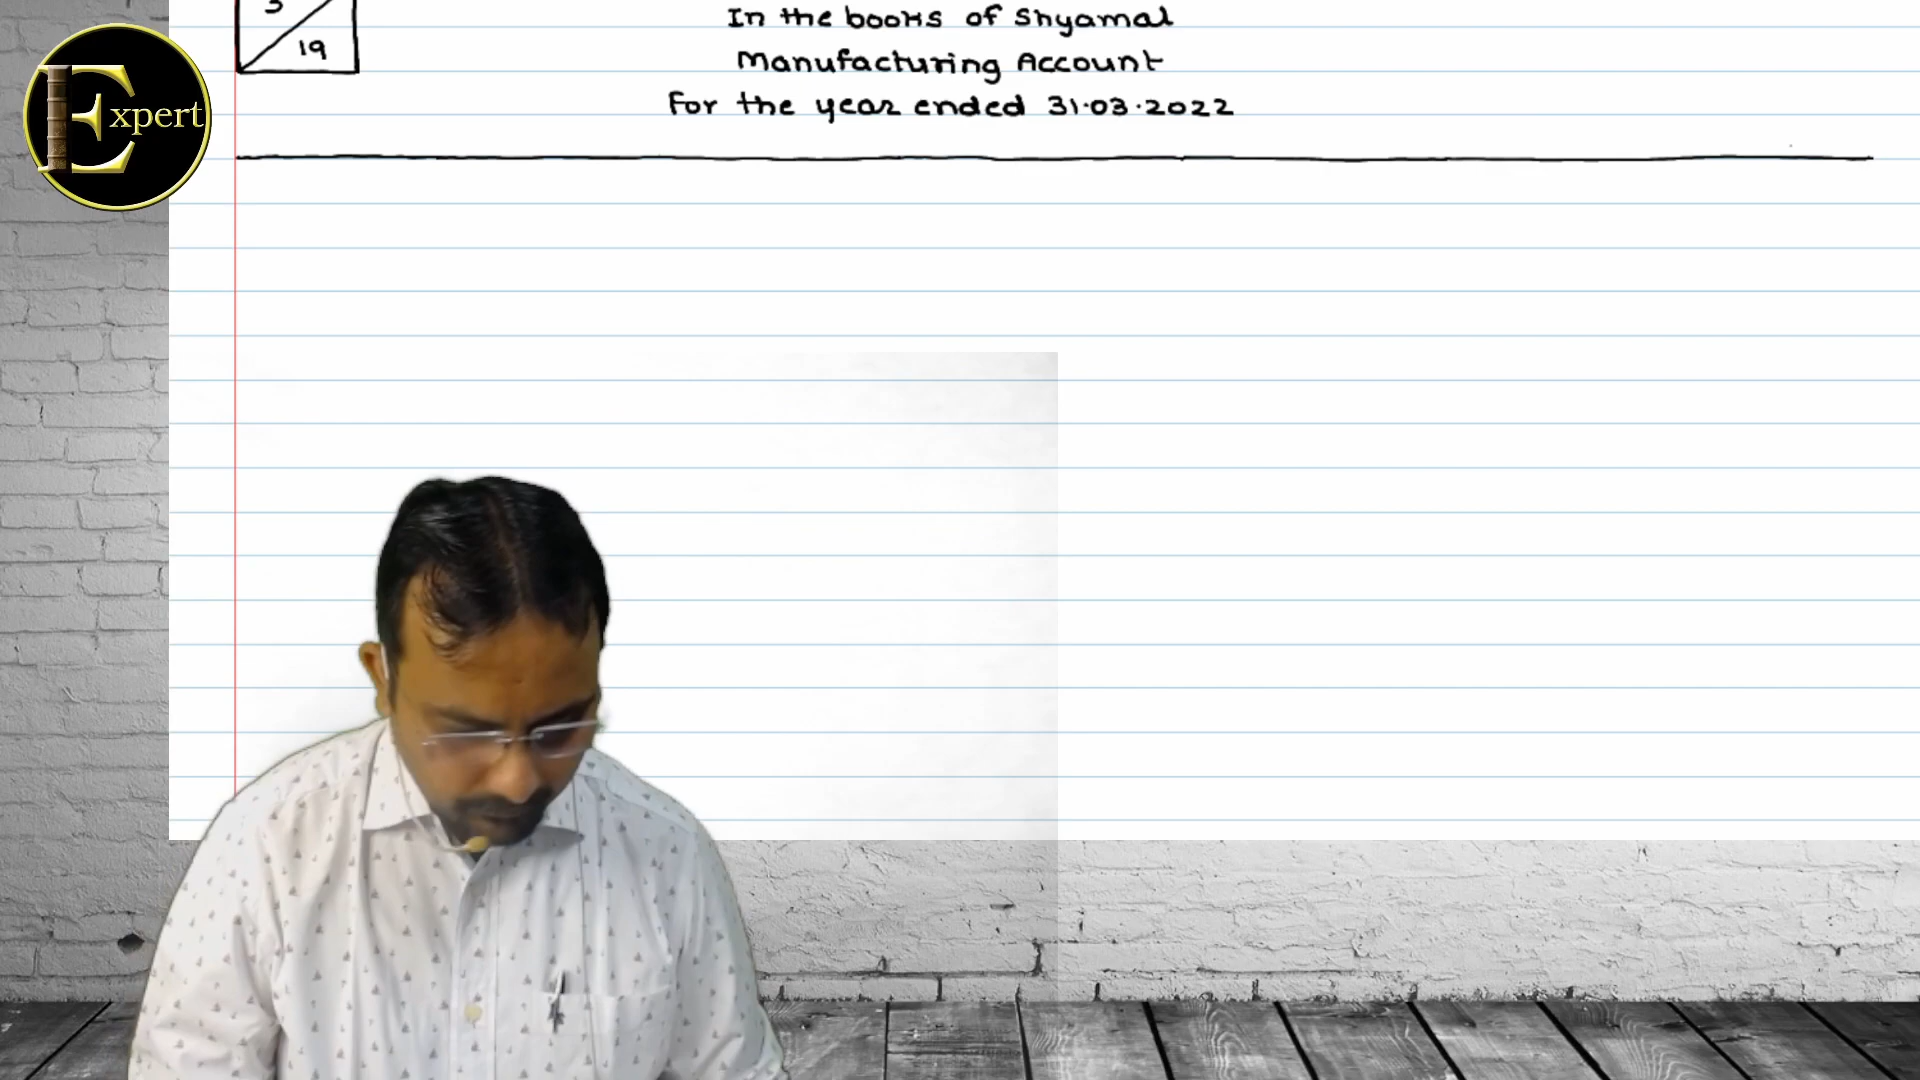 3
19
In the books of Shyamal
Manufacturing Account
For the year ended 31.03.2022
Expert